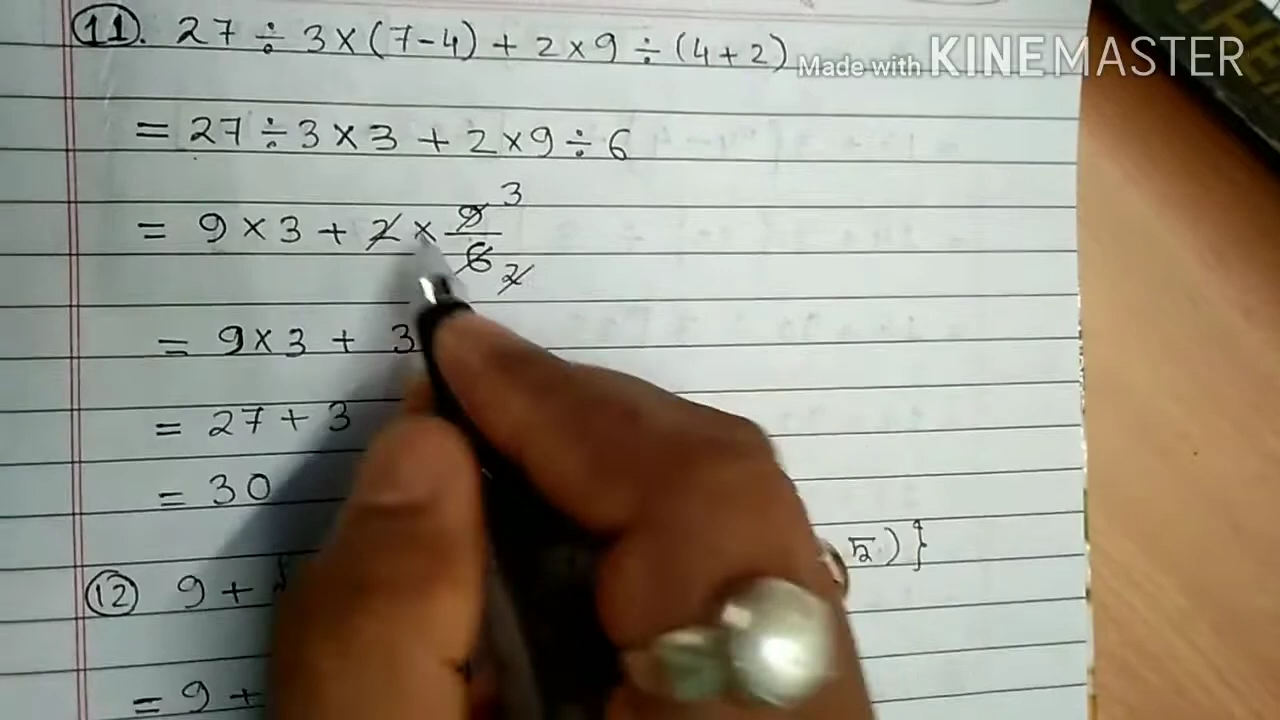 11. 27 ÷ 3 × (7 - 4) + 2 × 9 ÷ (4 + 2)
Made with KINEMASTER
= 27 ÷ 3 × 3 + 2 × 9 ÷ 6
= 9 × 3 + 2 × 9/6 3 2
= 9 × 3 + 3
= 27 + 3
= 30
12 9 + 2)}
= 9 +